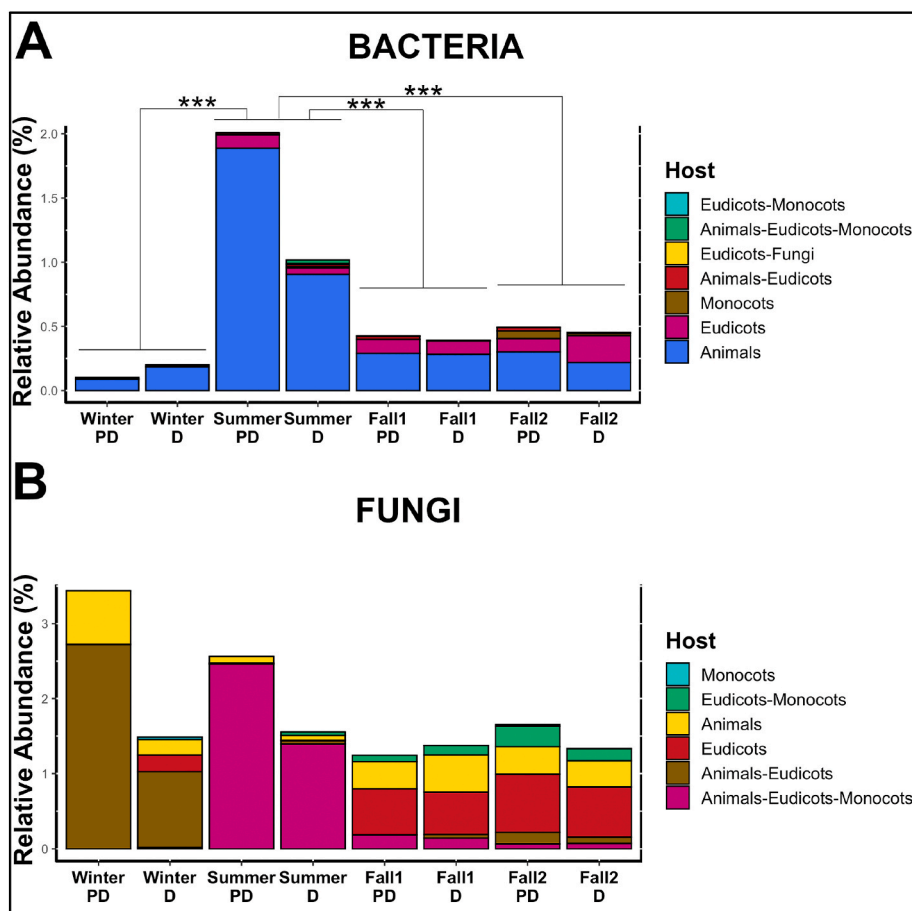 A
BACTERIA
*** *** ***
Relative Abundance (%)
2.0
1.5
1.0
0.5
0.0
Winter PD
Winter D
Summer PD
Summer D
Fall1 PD
Fall1 D
Fall2 PD
Fall2 D
Host
Eudicots-Monocots
Animals-Eudicots-Monocots
Eudicots-Fungi
Animals-Eudicots
Monocots
Eudicots
Animals
B
FUNGI
Relative Abundance (%)
3
2
1
0
Winter PD
Winter D
Summer PD
Summer D
Fall1 PD
Fall1 D
Fall2 PD
Fall2 D
Host
Monocots
Eudicots-Monocots
Animals
Eudicots
Animals-Eudicots
Animals-Eudicots-Monocots